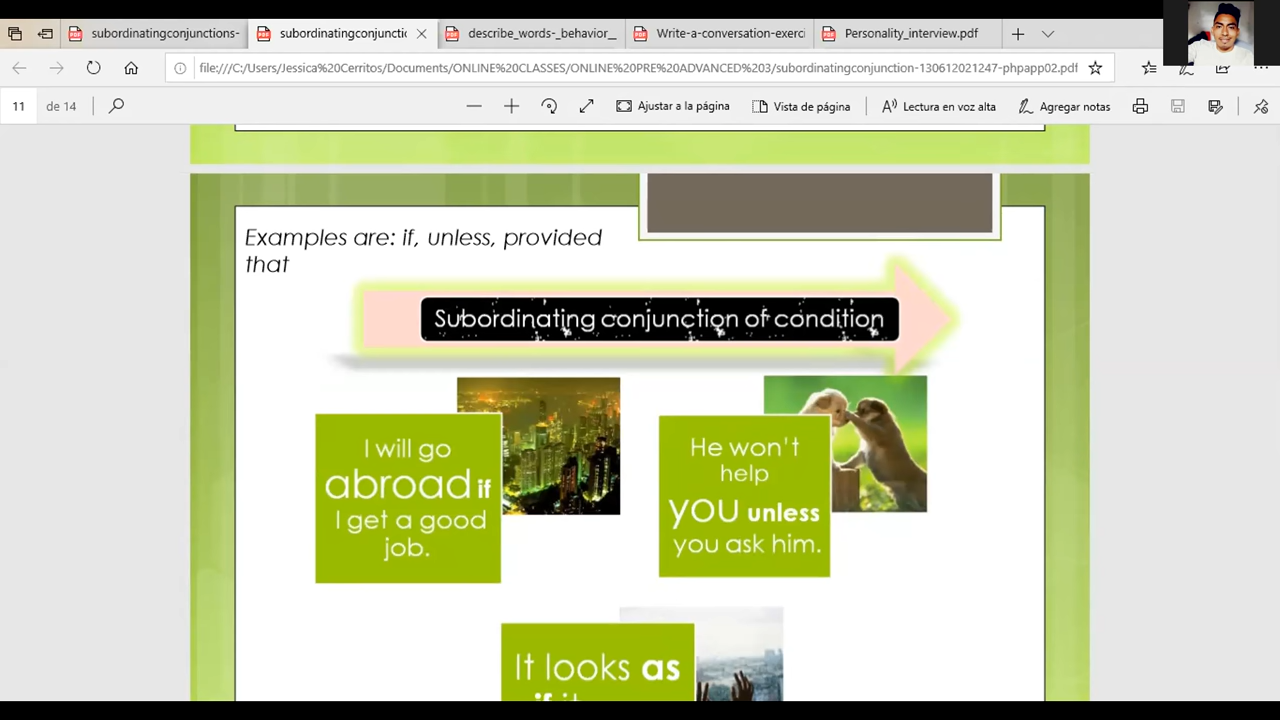 subordinatingconjunctions-
subordinatingconjunctic
describe_words-_behavior__
Write-a-conversation-exerci
Personality_interview.pdf
file:///C:/Users/Jessica%20Cerritos/Documents/ONLINE%20CLASSES/ONLINE%20PRE%20ADVANCED%203/subordinatingconjunction-130612021247-phpapp02.pdf
11 de 14
Ajustar a la página
Vista de página
Lectura en voz alta
Agregar notas
Examples are: if, unless, provided
that
Subordinating conjunction of condition
I will go
abroad if
I get a good
job.
He won't
help
you unless
you ask him.
It looks as